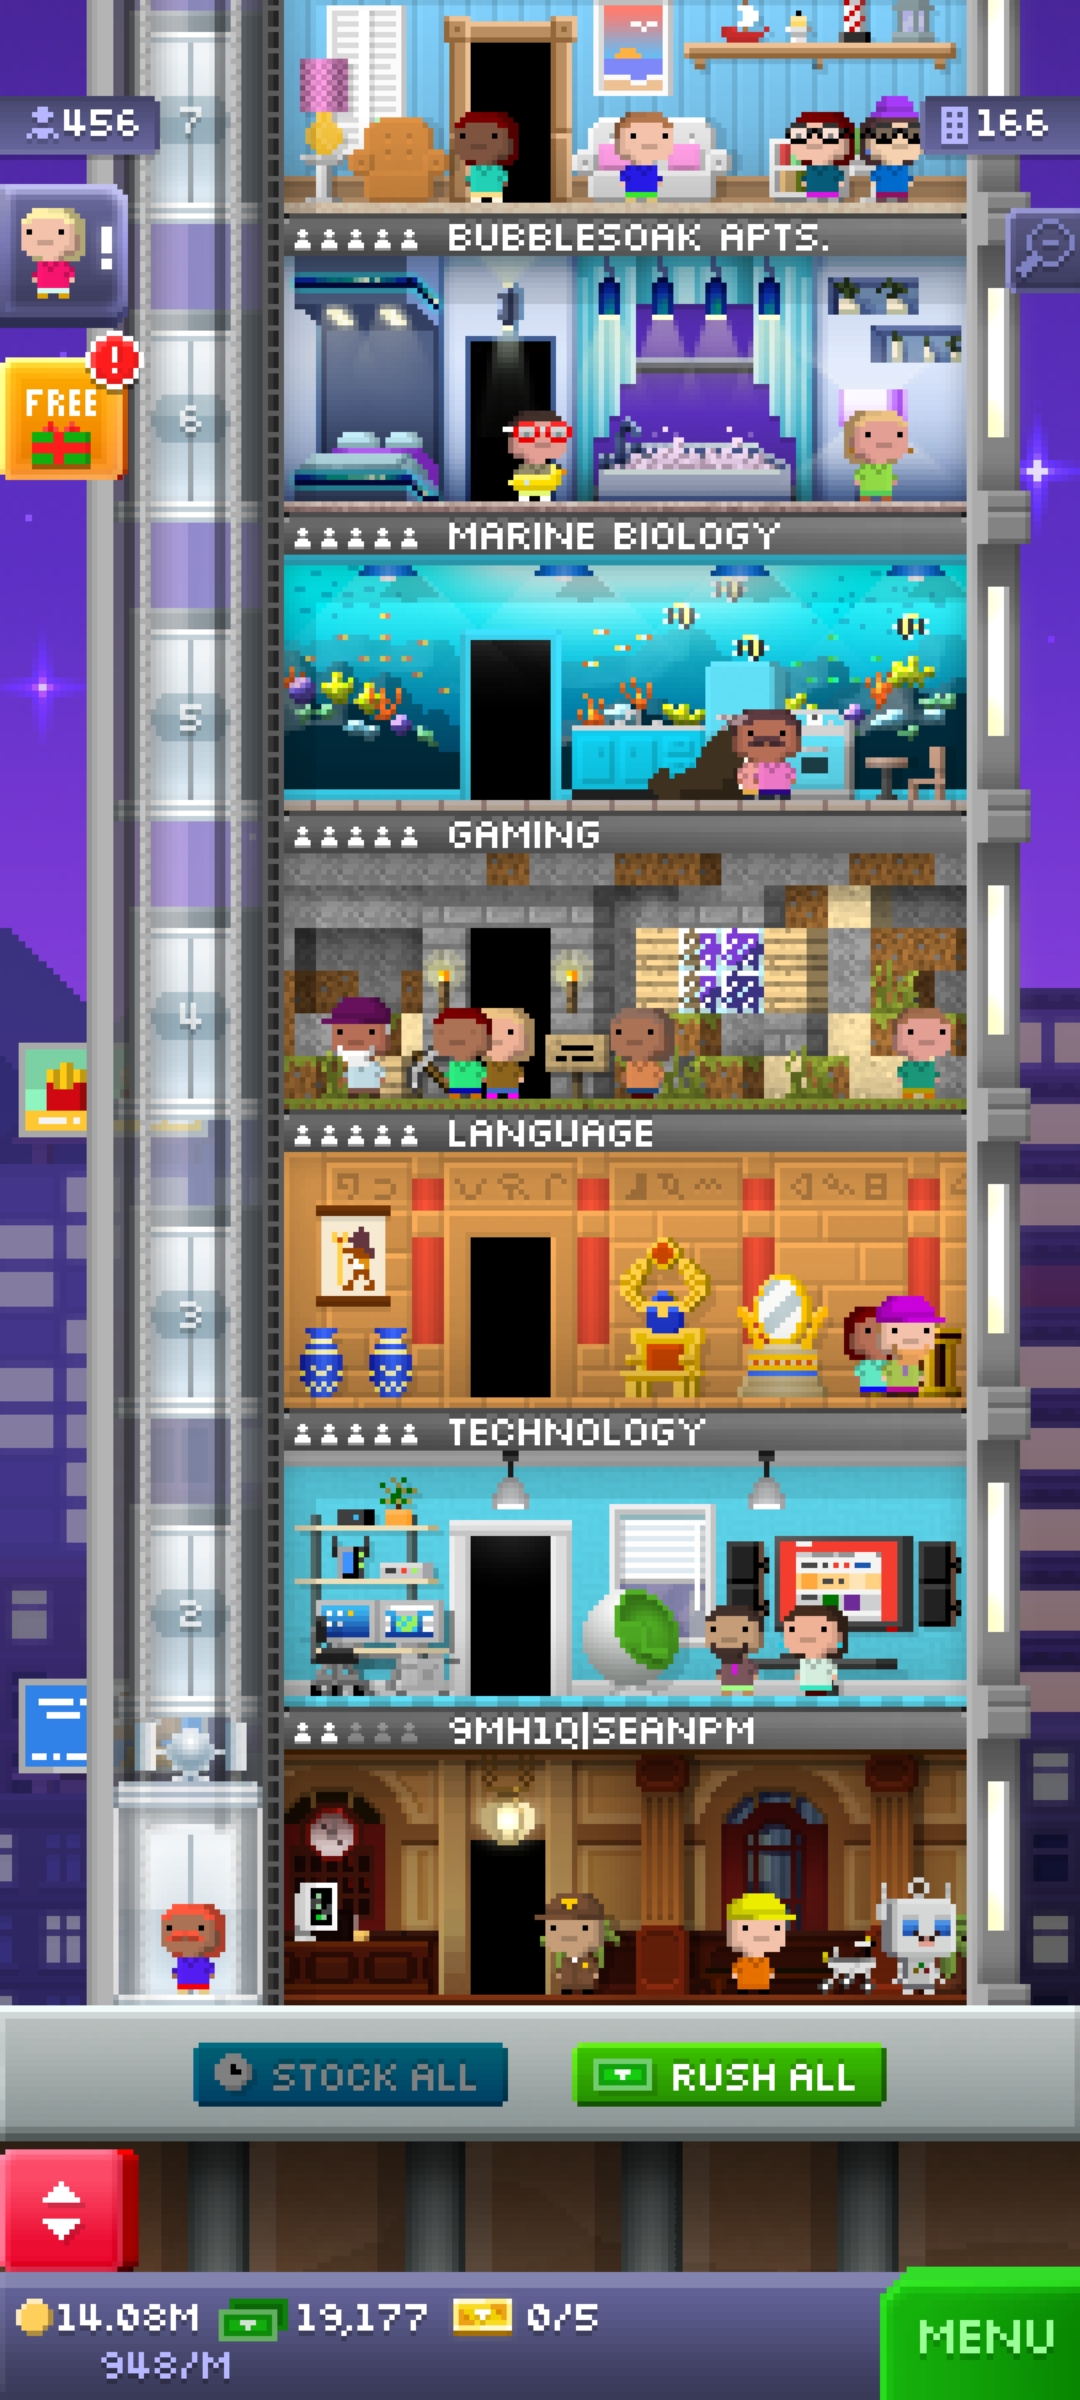 7
456
166
!
BUBBLESOAK APTS.
!
FREE
6
MARINE BIOLOGY
5
GAMING
4
LANGUAGE
3
TECHNOLOGY
2
9MH1Q|SEANPM
STOCK ALL
RUSH ALL
14.08M
19,177
0/5
948/M
MENU